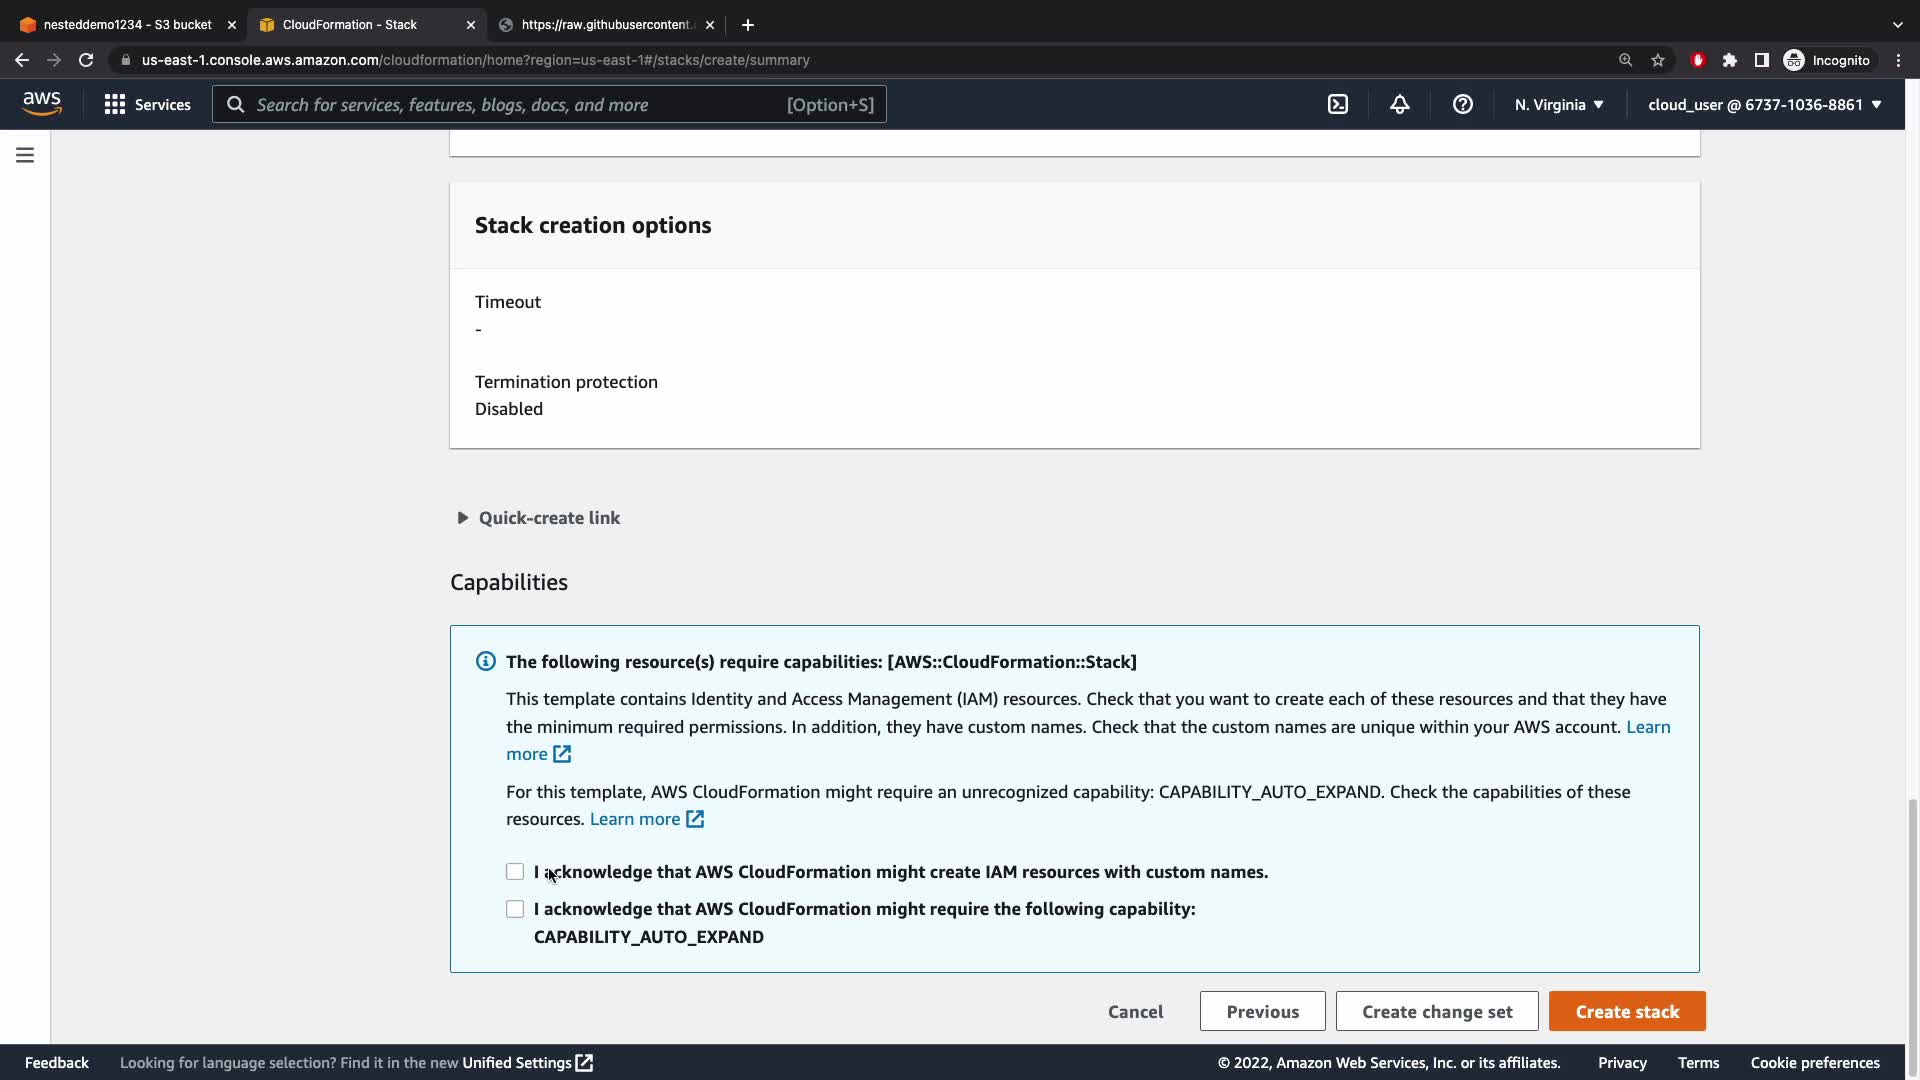 nesteddemo1234 - S3 bucket
CloudFormation - Stack
https://raw.githubusercontent.
us-east-1.console.aws.amazon.com/cloudformation/home?region=us-east-1#/stacks/create/summary
Incognito
aws
Services
Search for services, features, blogs, docs, and more
[Option+S]
N. Virginia
cloud_user @ 6737-1036-8861
Stack creation options
Timeout
-
Termination protection
Disabled
Quick-create link
Capabilities
The following resource(s) require capabilities: [AWS::CloudFormation::Stack]
This template contains Identity and Access Management (IAM) resources. Check that you want to create each of these resources and that they have
the minimum required permissions. In addition, they have custom names. Check that the custom names are unique within your AWS account. Learn
more
For this template, AWS CloudFormation might require an unrecognized capability: CAPABILITY_AUTO_EXPAND. Check the capabilities of these
resources. Learn more
I acknowledge that AWS CloudFormation might create IAM resources with custom names.
I acknowledge that AWS CloudFormation might require the following capability:
CAPABILITY_AUTO_EXPAND
Cancel
Previous
Create change set
Create stack
Feedback
Looking for language selection? Find it in the new Unified Settings
© 2022, Amazon Web Services, Inc. or its affiliates.
Privacy
Terms
Cookie preferences